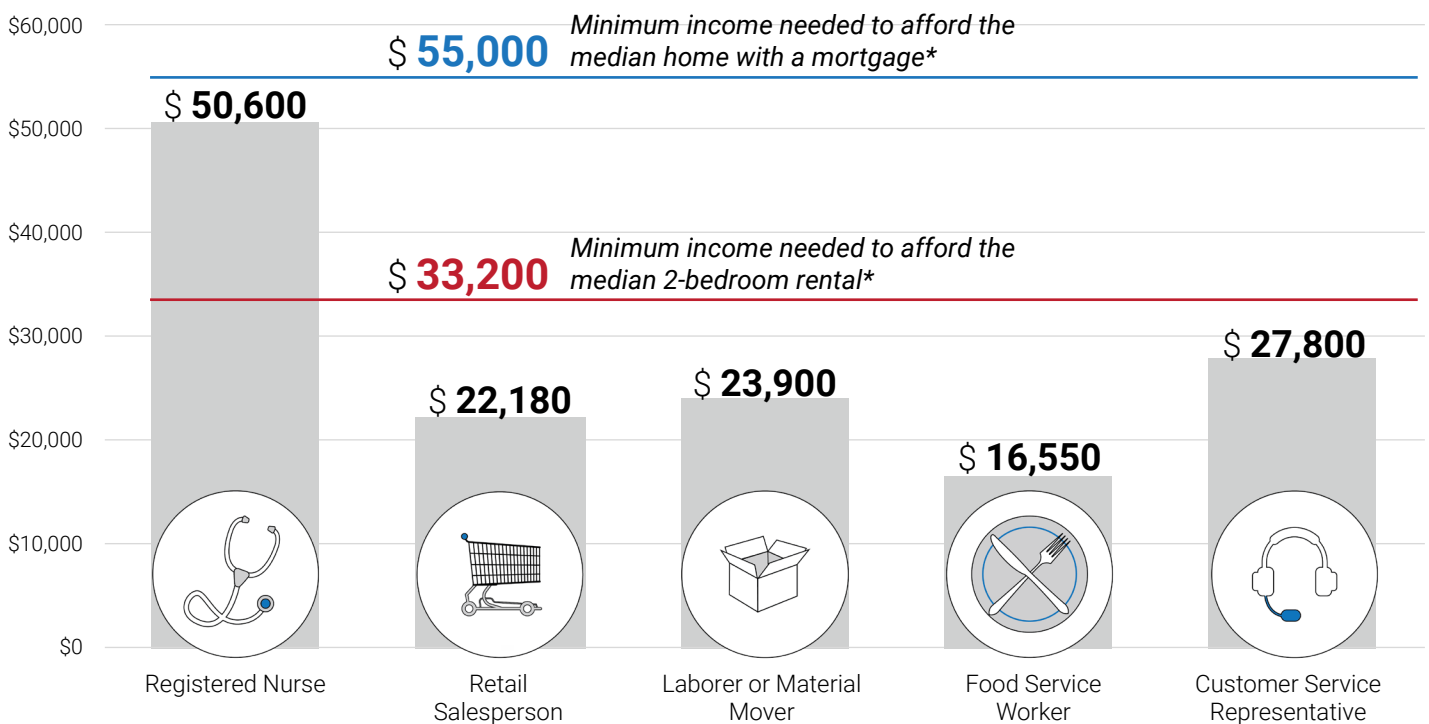 $60,000
Minimum income needed to afford the
$ 55,000 median home with a mortgage*
$ 50,600
$50,000
$40,000
Minimum income needed to afford the
$ 33,200 median 2-bedroom rental*
$30,000
$ 27,800
$ 23,900
$ 22,180
$20,000
$ 16,550
$10,000
$0
Registered Nurse
Retail
Salesperson
Laborer or Material
Mover
Food Service
Worker
Customer Service
Representative